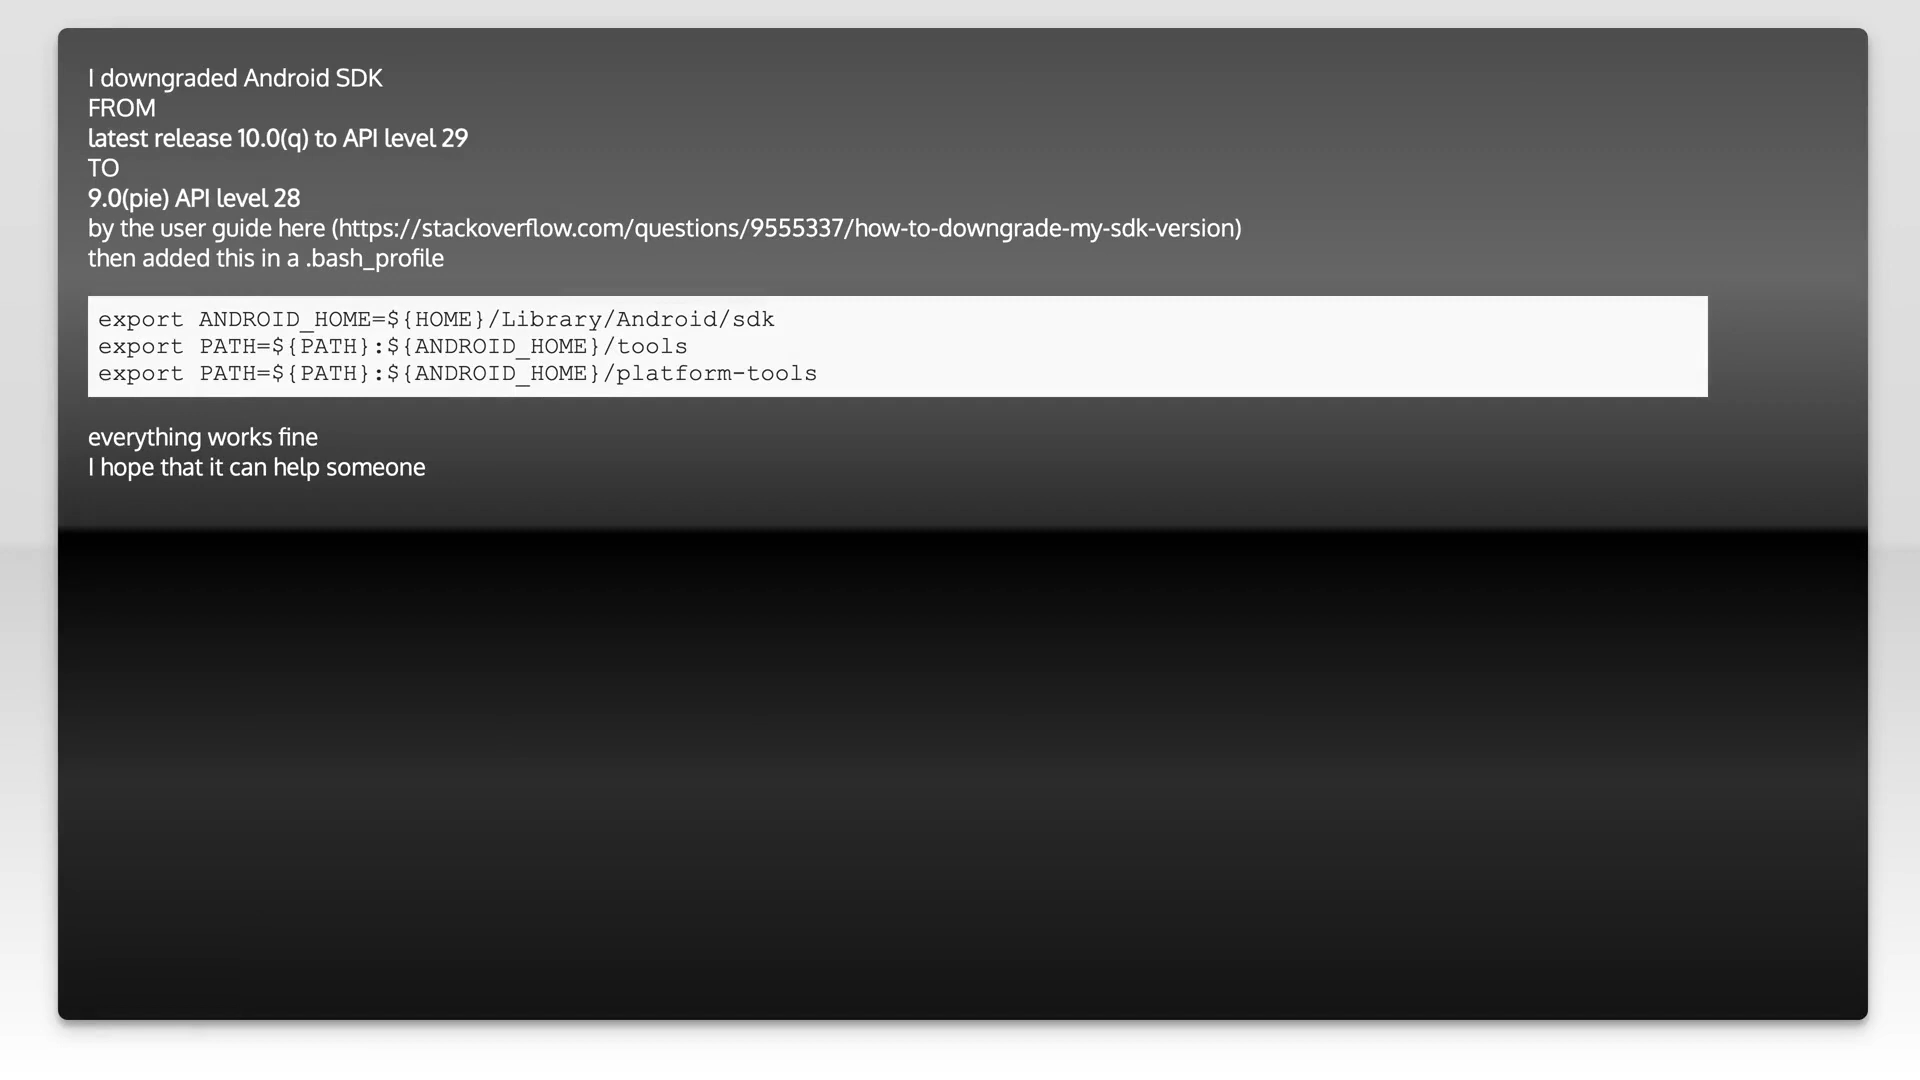 I downgraded Android SDK
FROM
latest release 10.0(q) to API level 29
TO
9.0(pie) API level 28
by the user guide here (https://stackoverflow.com/questions/9555337/how-to-downgrade-my-sdk-version)
then added this in a .bash_profile
export ANDROID_HOME=${HOME}/Library/Android/sdk
export PATH=${PATH}:${ANDROID_HOME}/tools
export PATH=${PATH}:${ANDROID_HOME}/platform-tools
everything works fine
I hope that it can help someone